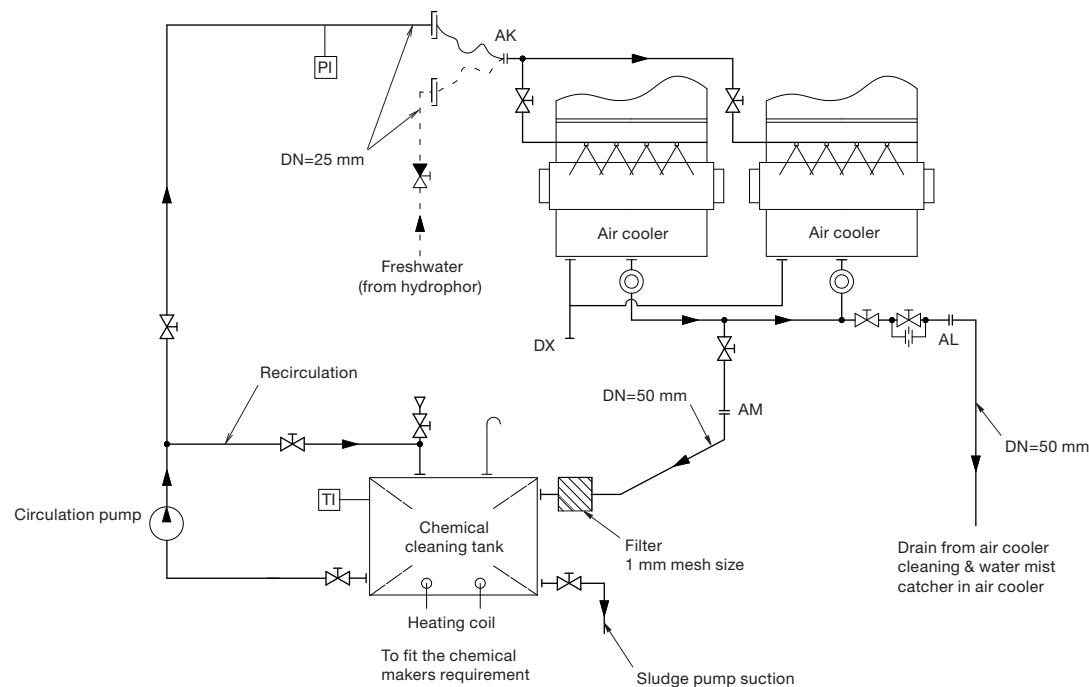 AK
PI
DN=25 mm
Freshwater
(from hydrophor)
Air cooler
Air cooler
DX
AL
Recirculation
DN=50 mm
AM
DN=50 mm
TI
Circulation pump
Chemical
cleaning tank
Filter
1 mm mesh size
Drain from air cooler
cleaning & water mist
catcher in air cooler
Heating coil
To fit the chemical
makers requirement
Sludge pump suction